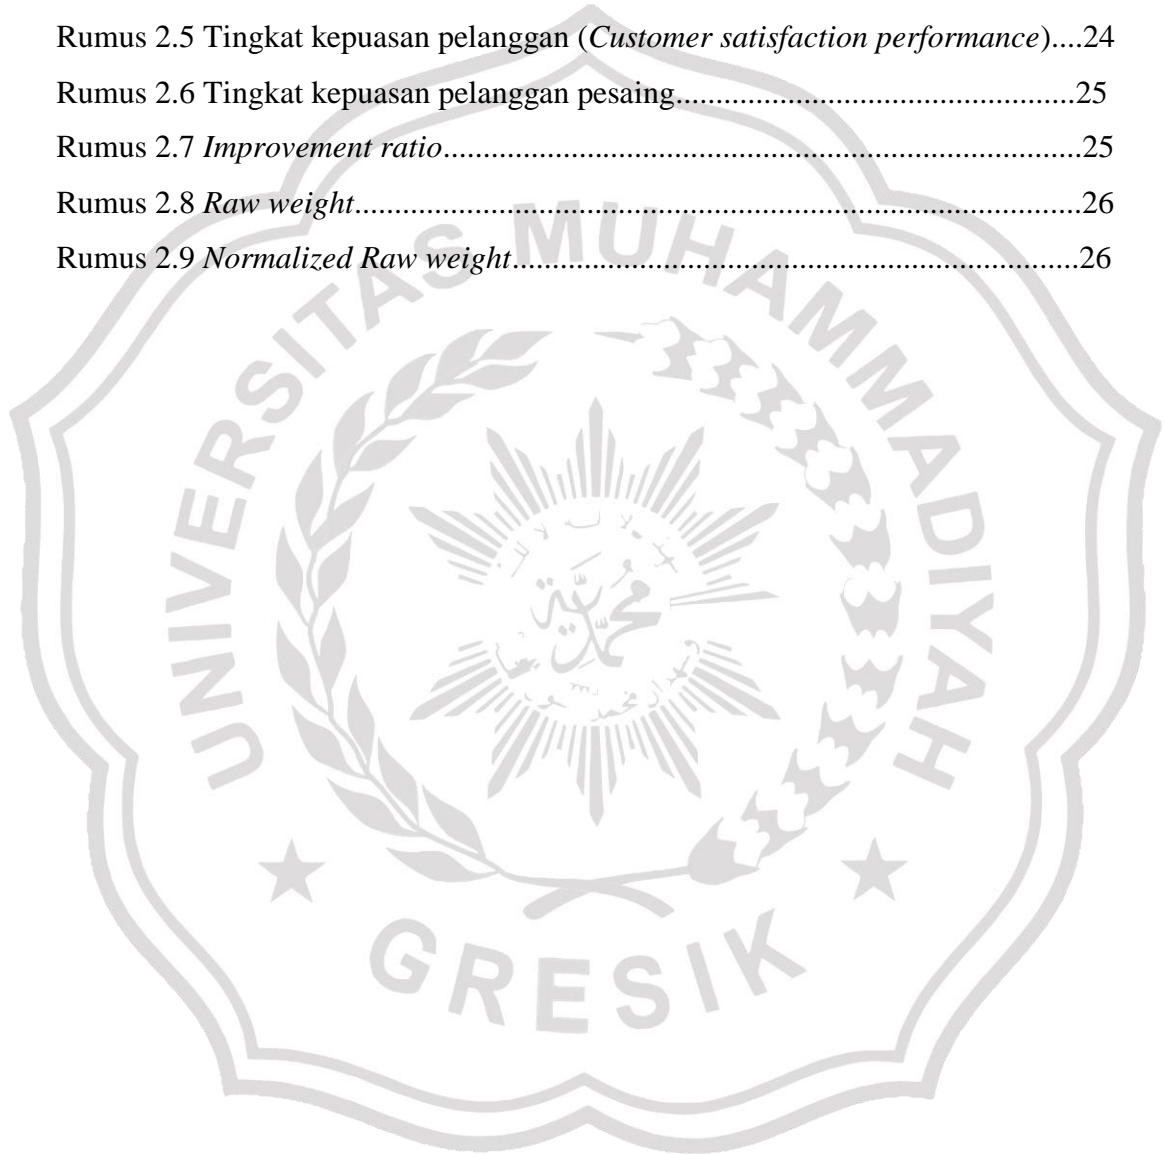 Rumus 2.5 Tingkat kepuasan pelanggan (Customer satisfaction performance)....24
Rumus 2.6 Tingkat kepuasan pelanggan pesaing..................................................25
Rumus 2.7 Improvement ratio................................................................................25
Rumus 2.8 Raw weight...........................................................................................26
Rumus 2.9 Normalized Raw weight.......................................................................26
UNIVERSITAS MUHAMMADIYAH
محمد
GRESIK